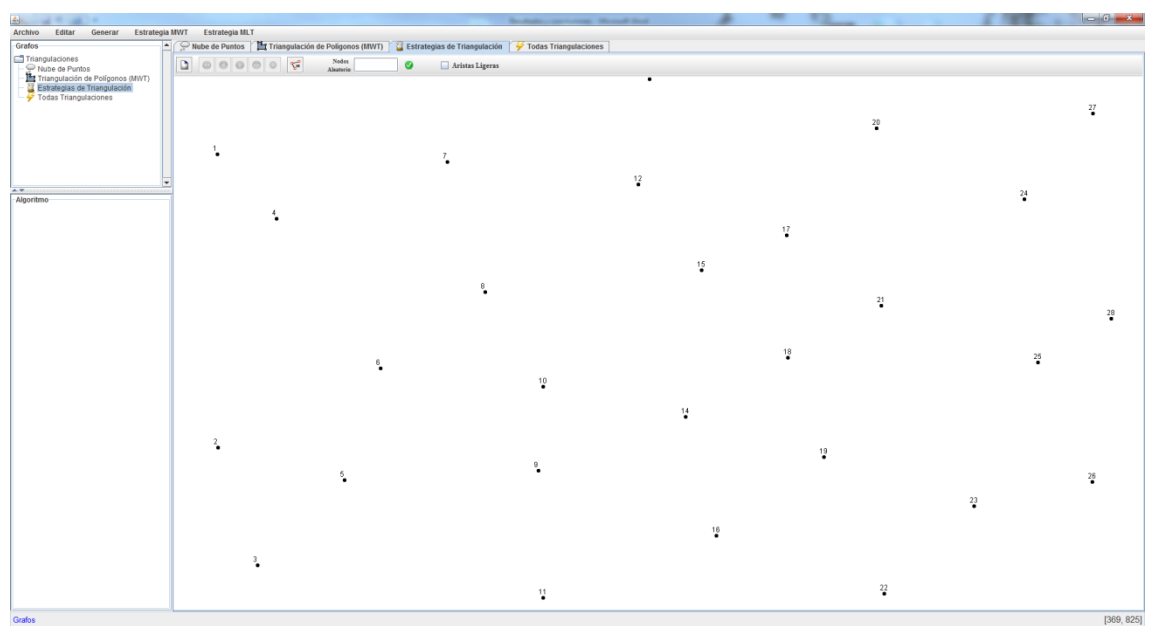 Archivo Editar Generar Estrategia MWT Estrategia MLT
Grafos
Triangulaciones
Nube de Puntos
Triangulación de Polígonos (MWT)
Estrategias de Triangulación
Todas Triangulaciones
Algoritmo
Nube de Puntos Triangulación de Polígonos (MWT) Estrategias de Triangulación Todas Triangulaciones
Nodos
Aleatorio
Aristas Ligeras
27
20
1
7
12
24
4
17
15
8
21
28
18
25
6
10
14
2
19
9
5
26
23
16
3
22
11
Grafos
[369, 825]